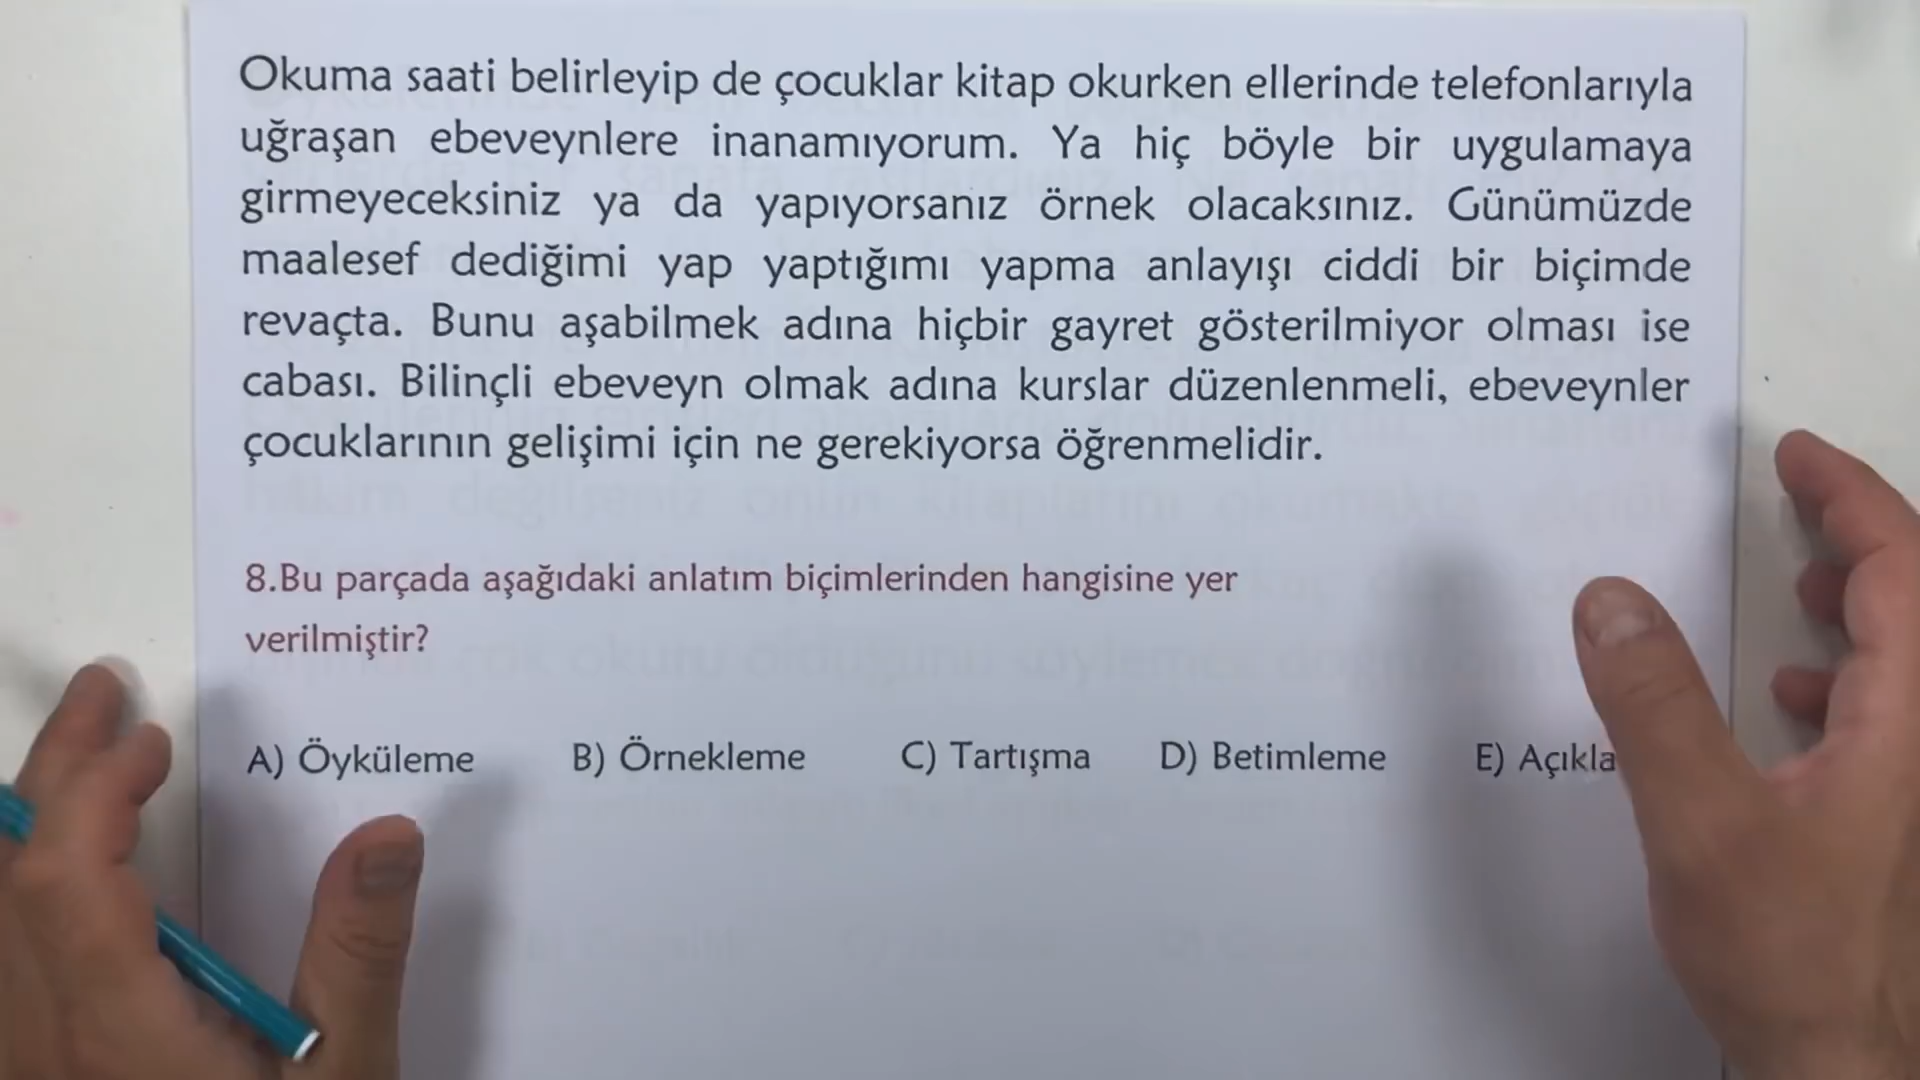 Okuma saati belirleyip de çocuklar kitap okurken ellerinde telefonlarıyla
uğraşan ebeveynlere inanamıyorum. Ya hiç böyle bir uygulamaya
girmeyeceksiniz ya da yapıyorsanız örnek olacaksınız. Günümüzde
maalesef dediğimi yap yaptığımı yapma anlayışı ciddi bir biçimde
revaçta. Bunu aşabilmek adına hiçbir gayret gösterilmiyor olması ise
cabası. Bilinçli ebeveyn olmak adına kurslar düzenlenmeli, ebeveynler
çocuklarının gelişimi için ne gerekiyorsa öğrenmelidir.
8.Bu parçada aşağıdaki anlatım biçimlerinden hangisine yer
verilmiştir?
A) Öyküleme B) Örnekleme C) Tartışma D) Betimleme E) Açıkla